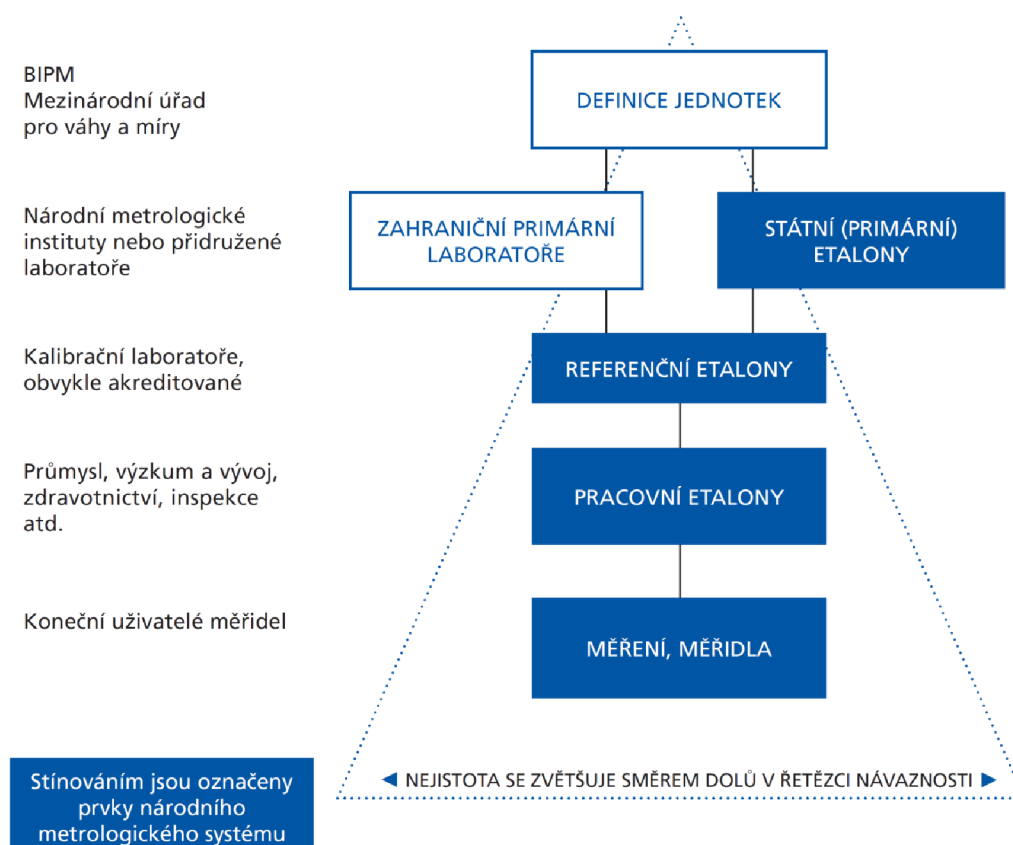 BIPM
Mezinárodní úřad
pro váhy a míry
DEFINICE JEDNOTEK
Národní metrologické
instituty nebo přidružené
laboratoře
ZAHRANIČNÍ PRIMÁRNÍ
LABORATOŘE
STÁTNÍ (PRIMÁRNÍ)
ETALONY
Kalibrační laboratoře,
obvykle akreditované
REFERENČNÍ ETALONY
Průmysl, výzkum a vývoj,
zdravotnictví, inspekce
atd.
PRACOVNÍ ETALONY
Koneční uživatelé měřidel
MĚŘENÍ, MĚŘIDLA
Stínováním jsou označeny
prvky národního
metrologického systému
NEJISTOTA SE ZVĚTŠUJE SMĚREM DOLŮ V ŘETĚZCI NÁVAZNOSTI